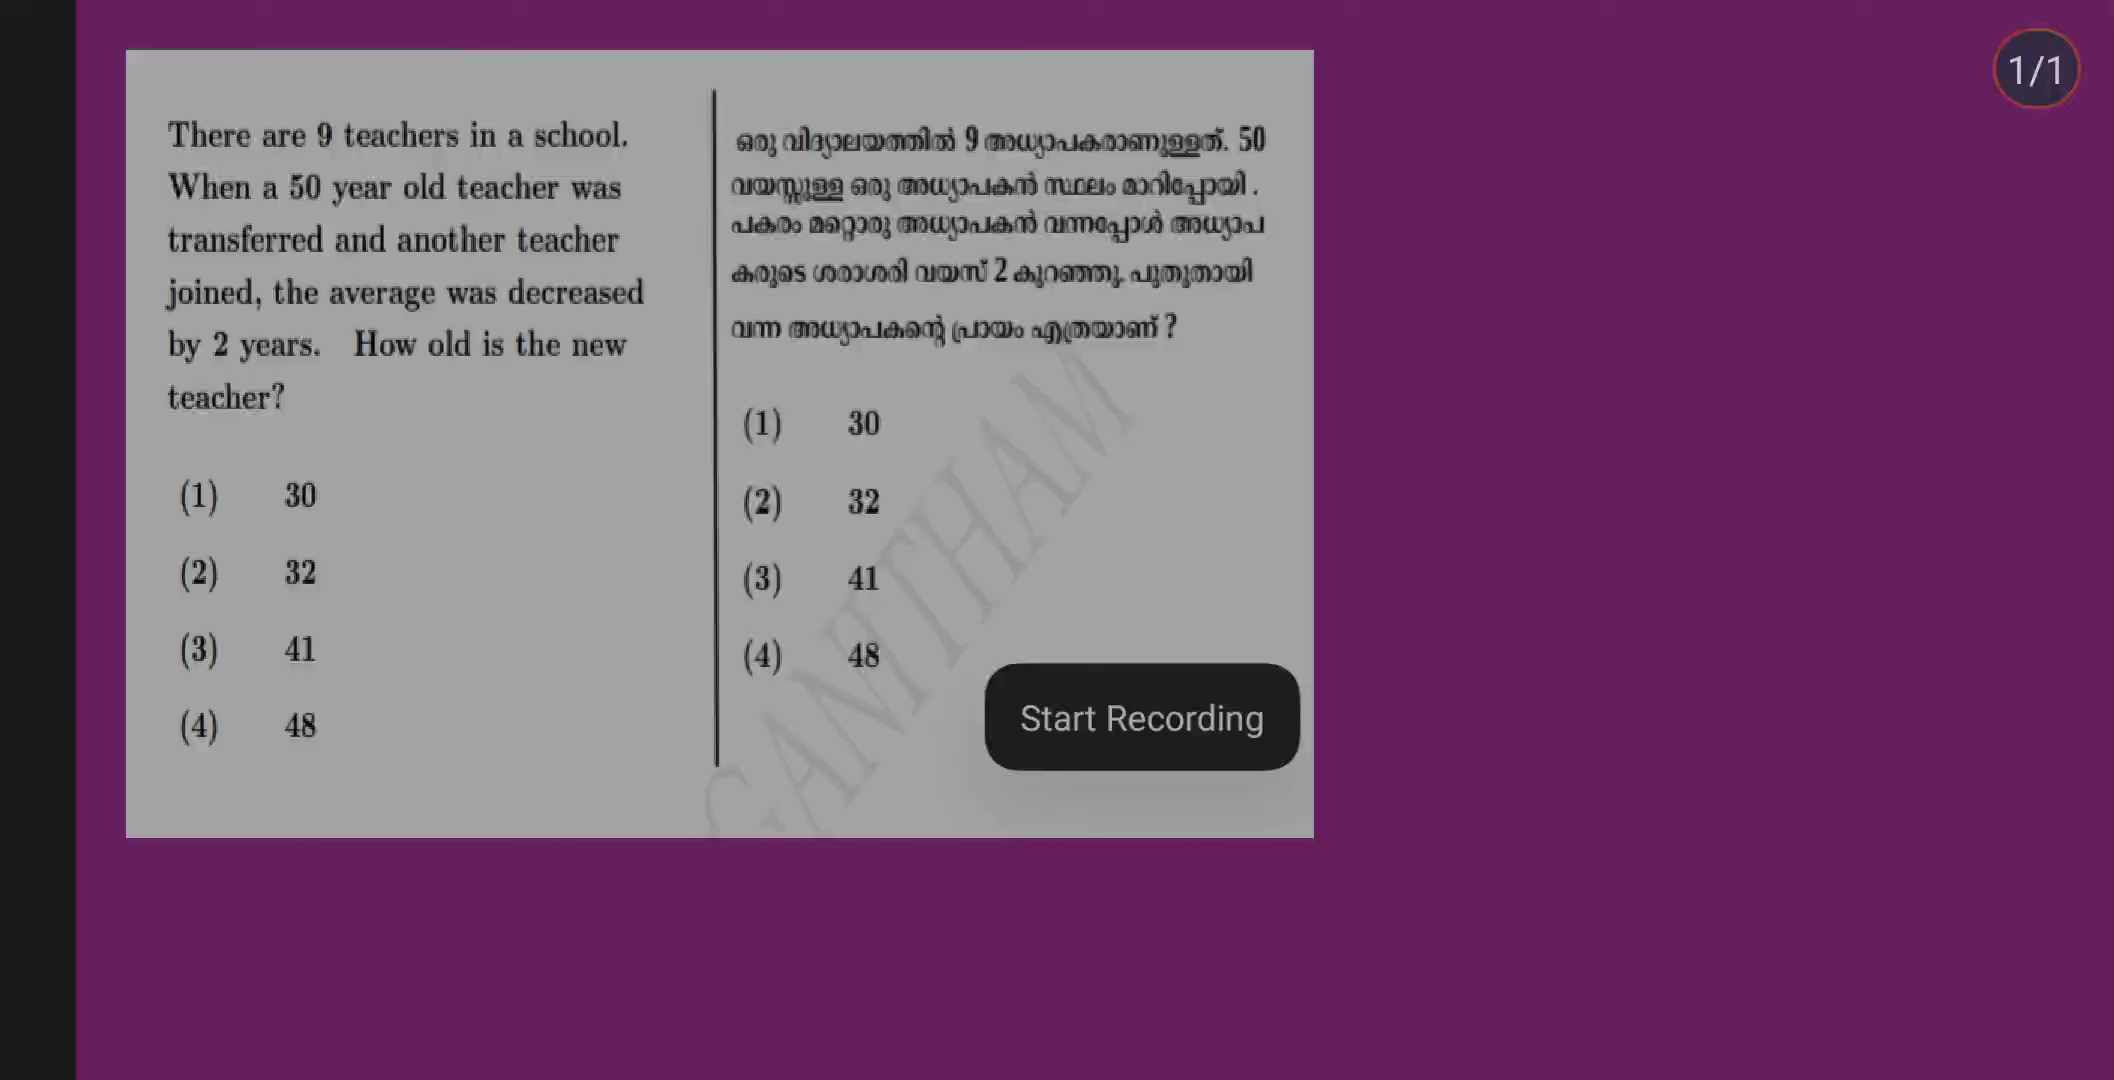 There are 9 teachers in a school.
When a 50 year old teacher was
transferred and another teacher
joined, the average was decreased
by 2 years. How old is the new
teacher?
(1) 30
(2) 32
(3) 41
(4) 48
ഒരു വിദ്യാലയത്തിൽ 9 അധ്യാപകരാണുള്ളത്. 50
വയസ്സുള്ള ഒരു അധ്യാപകൻ സ്ഥലം മാറിപ്പോയി .
പകരം മറ്റൊരു അധ്യാപകൻ വന്നപ്പോൾ അധ്യാപ
കരുടെ ശരാശരി വയസ് 2 കുറഞ്ഞു. പുതുതായി
വന്ന അധ്യാപകന്റെ പ്രായം എത്രയാണ് ?
(1) 30
(2) 32
(3) 41
(4) 48
GANITHAM
Start Recording
1/1